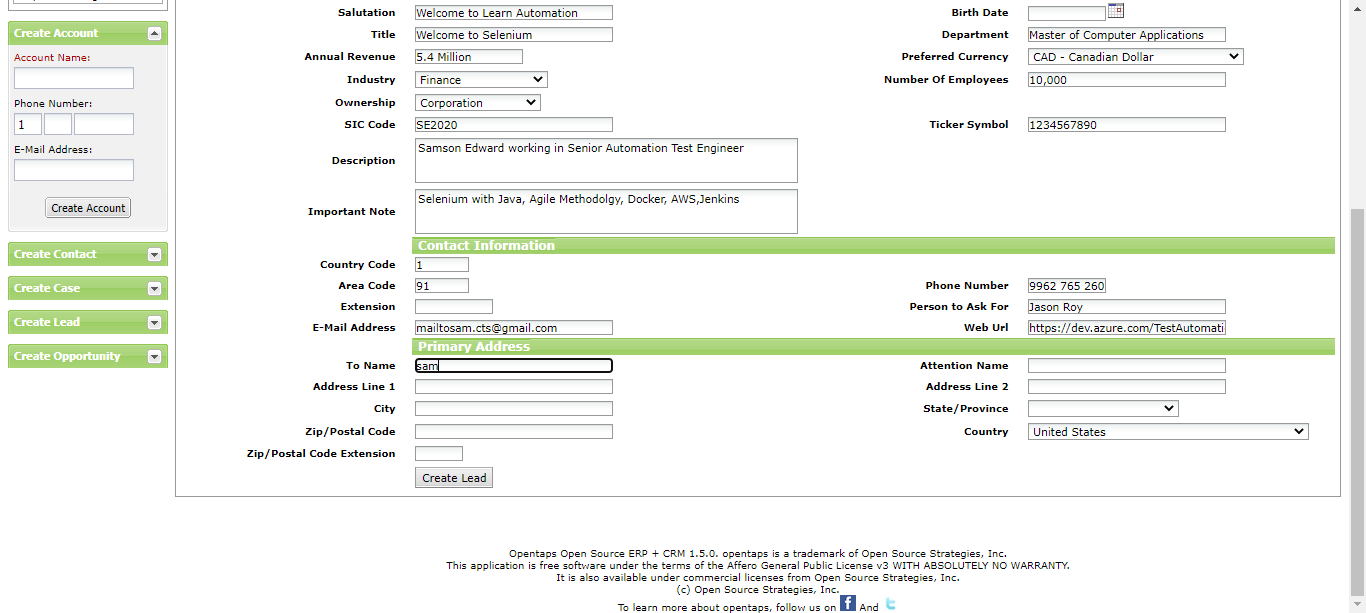 Create Account
Account Name:
Phone Number:
1
E-Mail Address:
Create Account
Create Contact
Create Case
Create Lead
Create Opportunity
Salutation Welcome to Learn Automation Birth Date
Title Welcome to Selenium Department Master of Computer Applications
Annual Revenue 5.4 Million Preferred Currency CAD - Canadian Dollar
Industry Finance Number Of Employees 10,000
Ownership Corporation
SIC Code SE2020 Ticker Symbol 1234567890
Description Samson Edward working in Senior Automation Test Engineer
Important Note Selenium with Java, Agile Methodolgy, Docker, AWS,Jenkins
Contact Information
Country Code 1
Area Code 91 Phone Number 9962 765 260
Extension Person to Ask For Jason Roy
E-Mail Address mailtosam.cts@gmail.com Web Url https://dev.azure.com/TestAutomati
Primary Address
To Name sam Attention Name
Address Line 1 Address Line 2
City State/Province
Zip/Postal Code Country United States
Zip/Postal Code Extension
Create Lead
Opentaps Open Source ERP + CRM 1.5.0. opentaps is a trademark of Open Source Strategies, Inc.
This application is free software under the terms of the Affero General Public License v3 WITH ABSOLUTELY NO WARRANTY.
It is also available under commercial licenses from Open Source Strategies, Inc.
(c) Open Source Strategies, Inc.
To learn more about opentaps, follow us on f And t